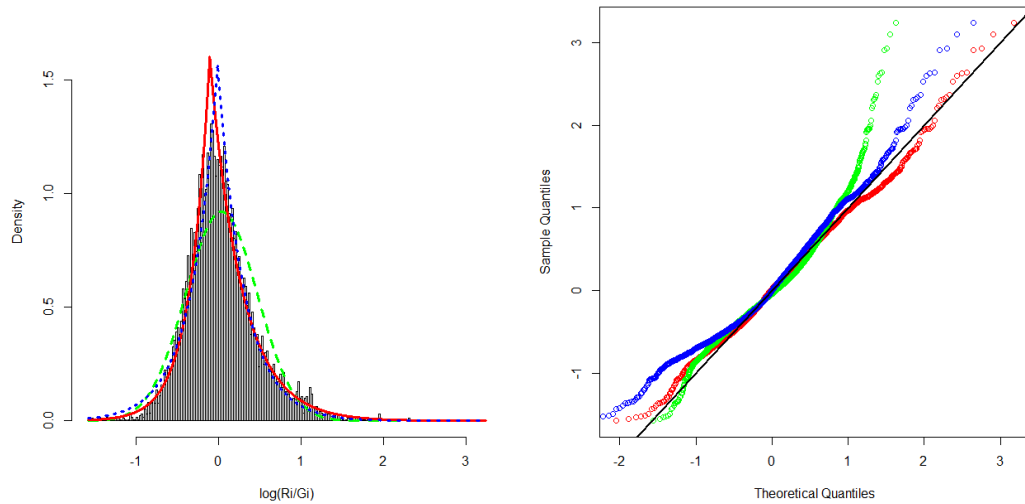 Density
0.0
0.5
1.0
1.5
-1 0 1 2 3
log(Ri/Gi)
Sample Quantiles
-1
0
1
2
3
-2 -1 0 1 2 3
Theoretical Quantiles